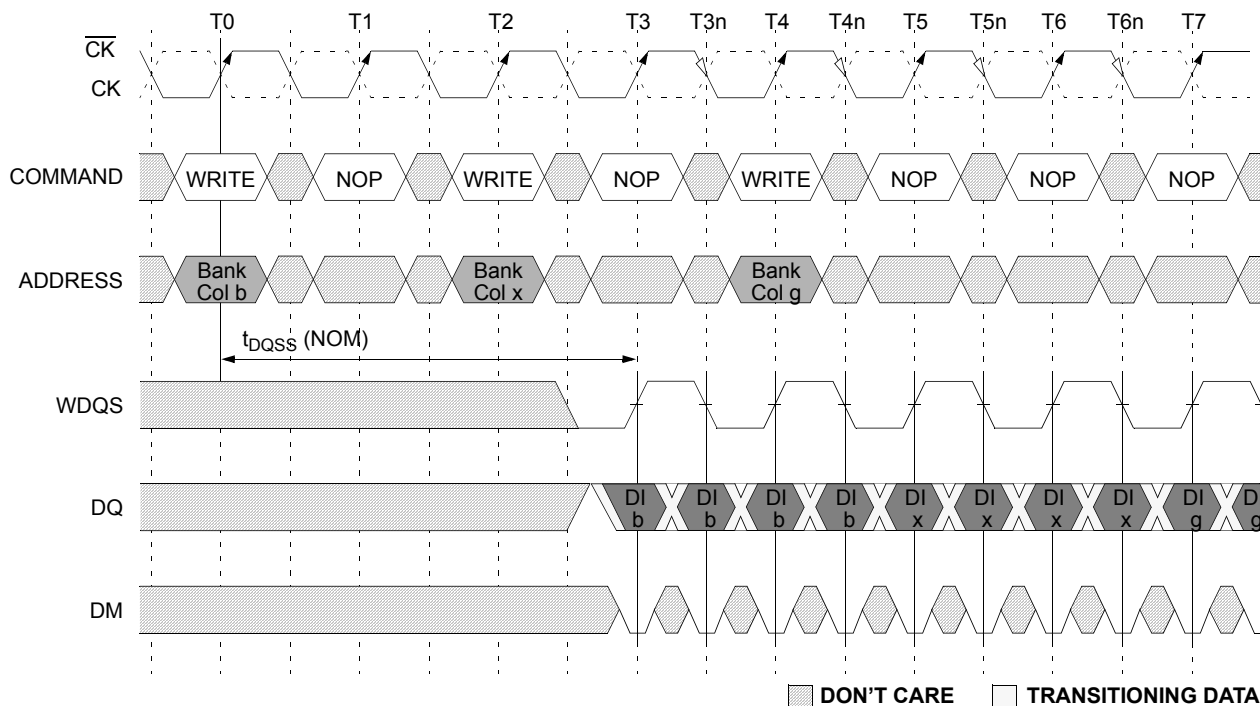 T0 T1 T2 T3 T3n T4 T4n T5 T5n T6 T6n T7
CK
CK
COMMAND WRITE NOP WRITE NOP WRITE NOP NOP NOP
ADDRESS Bank Bank Bank
Col b Col x Col g
tDQSS (NOM)
WDQS
DQ DI DI DI DI DI DI DI DI DI D
b b b b x x x x g g
DM
DON'T CARE TRANSITIONING DATA